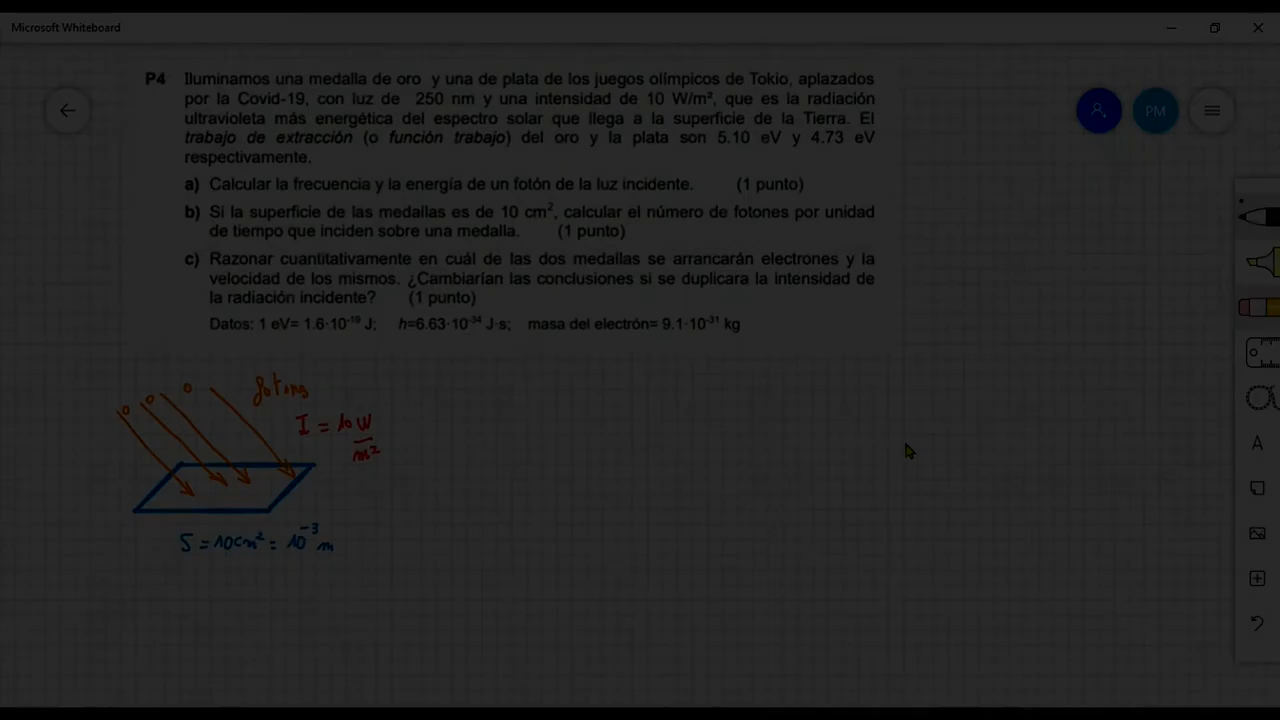 Microsoft Whiteboard
P4 Iluminamos una medalla de oro y una de plata de los juegos olímpicos de Tokio, aplazados
por la Covid-19, con luz de 250 nm y una intensidad de 10 W/m², que es la radiación
ultravioleta más energética del espectro solar que llega a la superficie de la Tierra. El
trabajo de extracción (o función trabajo) del oro y la plata son 5.10 eV y 4.73 eV
respectivamente.
a) Calcular la frecuencia y la energía de un fotón de la luz incidente. (1 punto)
b) Si la superficie de las medallas es de 10 cm², calcular el número de fotones por unidad
de tiempo que inciden sobre una medalla. (1 punto)
c) Razonar cuantitativamente en cuál de las dos medallas se arrancarán electrones y la
velocidad de los mismos. ¿Cambiarían las conclusiones si se duplicara la intensidad de
la radiación incidente? (1 punto)
Datos: 1 eV= 1.6·10⁻¹⁹ J; h=6.63·10⁻³⁴ J·s; masa del electrón= 9.1·10⁻³¹ kg
PM
fotons
I = 10 W
m²
S = 10cm² = 10⁻³ m
A